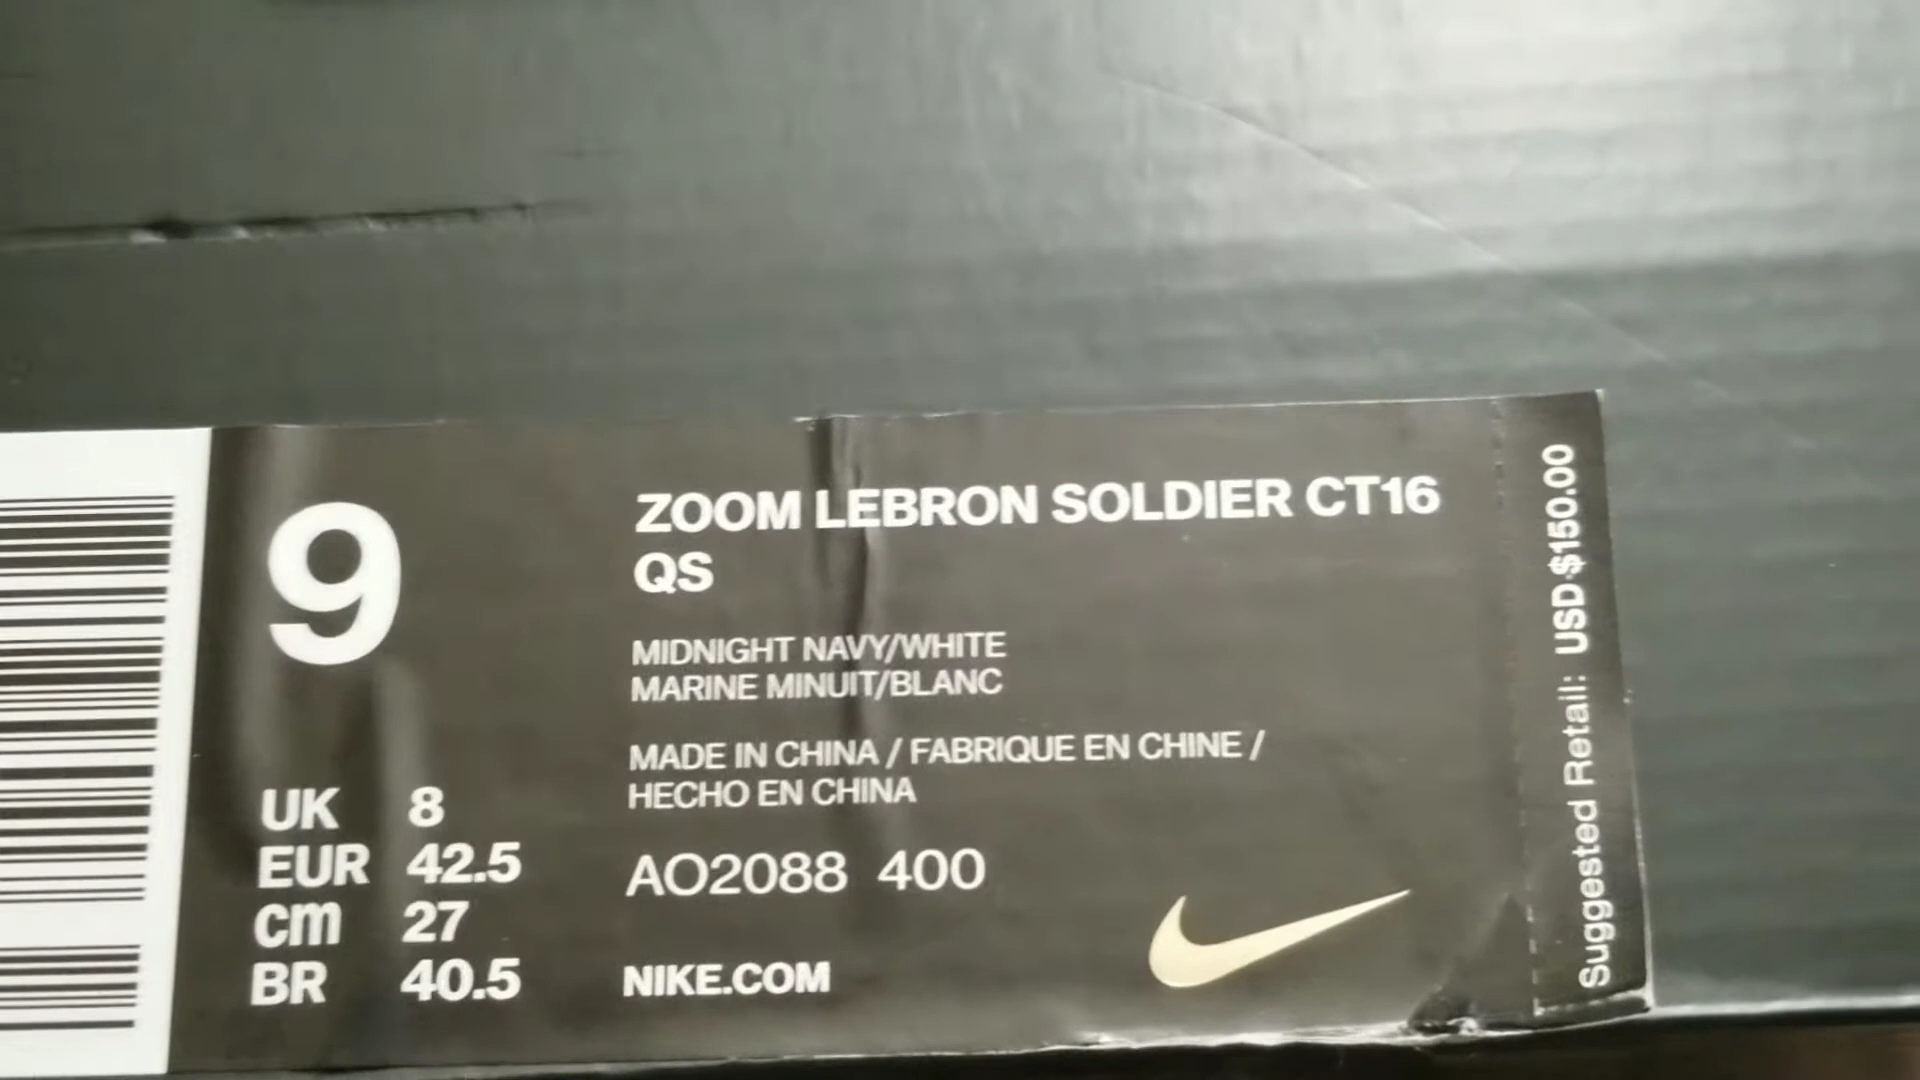 9
UK 8
EUR 42.5
cm 27
BR 40.5
ZOOM LEBRON SOLDIER CT16
QS
MIDNIGHT NAVY/WHITE
MARINE MINUIT/BLANC
MADE IN CHINA / FABRIQUE EN CHINE /
HECHO EN CHINA
AO2088 400
NIKE.COM
Suggested Retail: USD $150.00